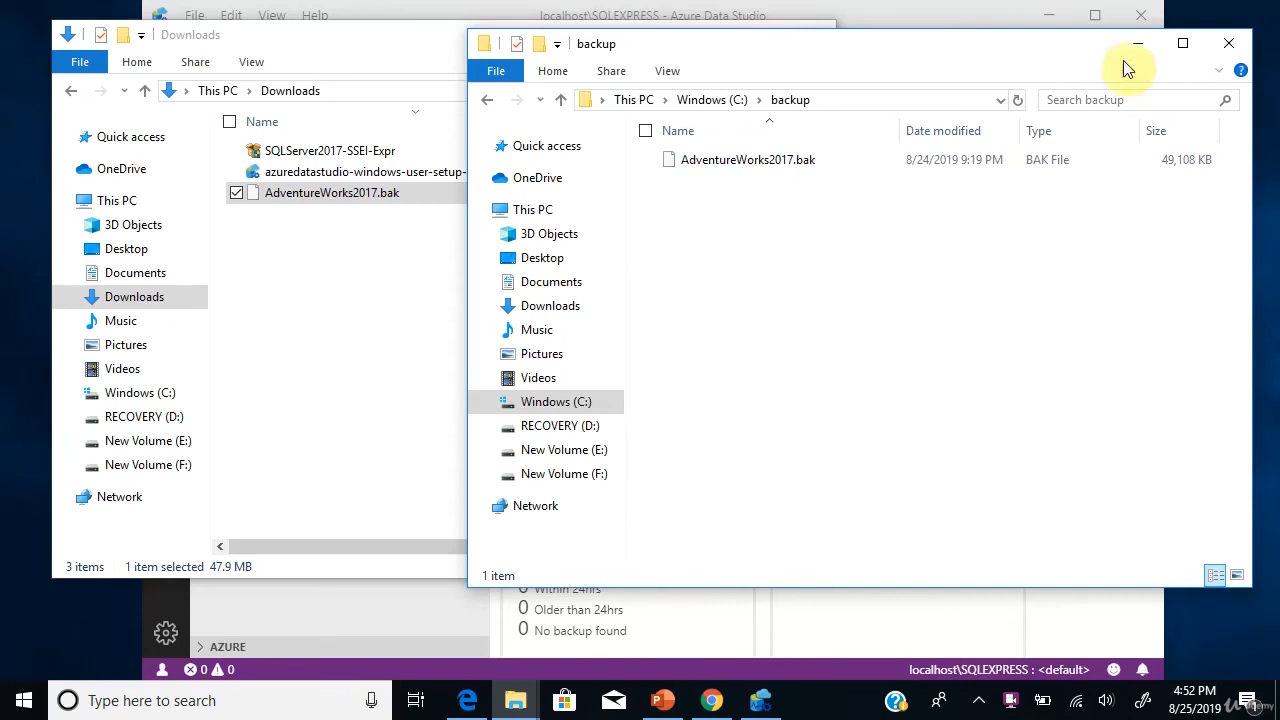 File Edit View Help
localhost\SQLEXPRESS - Azure Data Studio
Downloads
File Home Share View
This PC Downloads
Name
Quick access
OneDrive
This PC
3D Objects
Desktop
Documents
Downloads
Music
Pictures
Videos
Windows (C:)
RECOVERY (D:)
New Volume (E:)
New Volume (F:)
Network
SQLServer2017-SSEI-Expr
azuredatastudio-windows-user-setup-
AdventureWorks2017.bak
3 items 1 item selected 47.9 MB
backup
File Home Share View
This PC Windows (C:) backup
Search backup
Name Date modified Type Size
AdventureWorks2017.bak 8/24/2019 9:19 PM BAK File 49,108 KB
Quick access
OneDrive
This PC
3D Objects
Desktop
Documents
Downloads
Music
Pictures
Videos
Windows (C:)
RECOVERY (D:)
New Volume (E:)
New Volume (F:)
Network
1 item
0 Within 24hrs
0 Older than 24hrs
0 No backup found
AZURE
0 0
localhost\SQLEXPRESS : <default>
Type here to search
4:52 PM
8/25/2019
Udemy